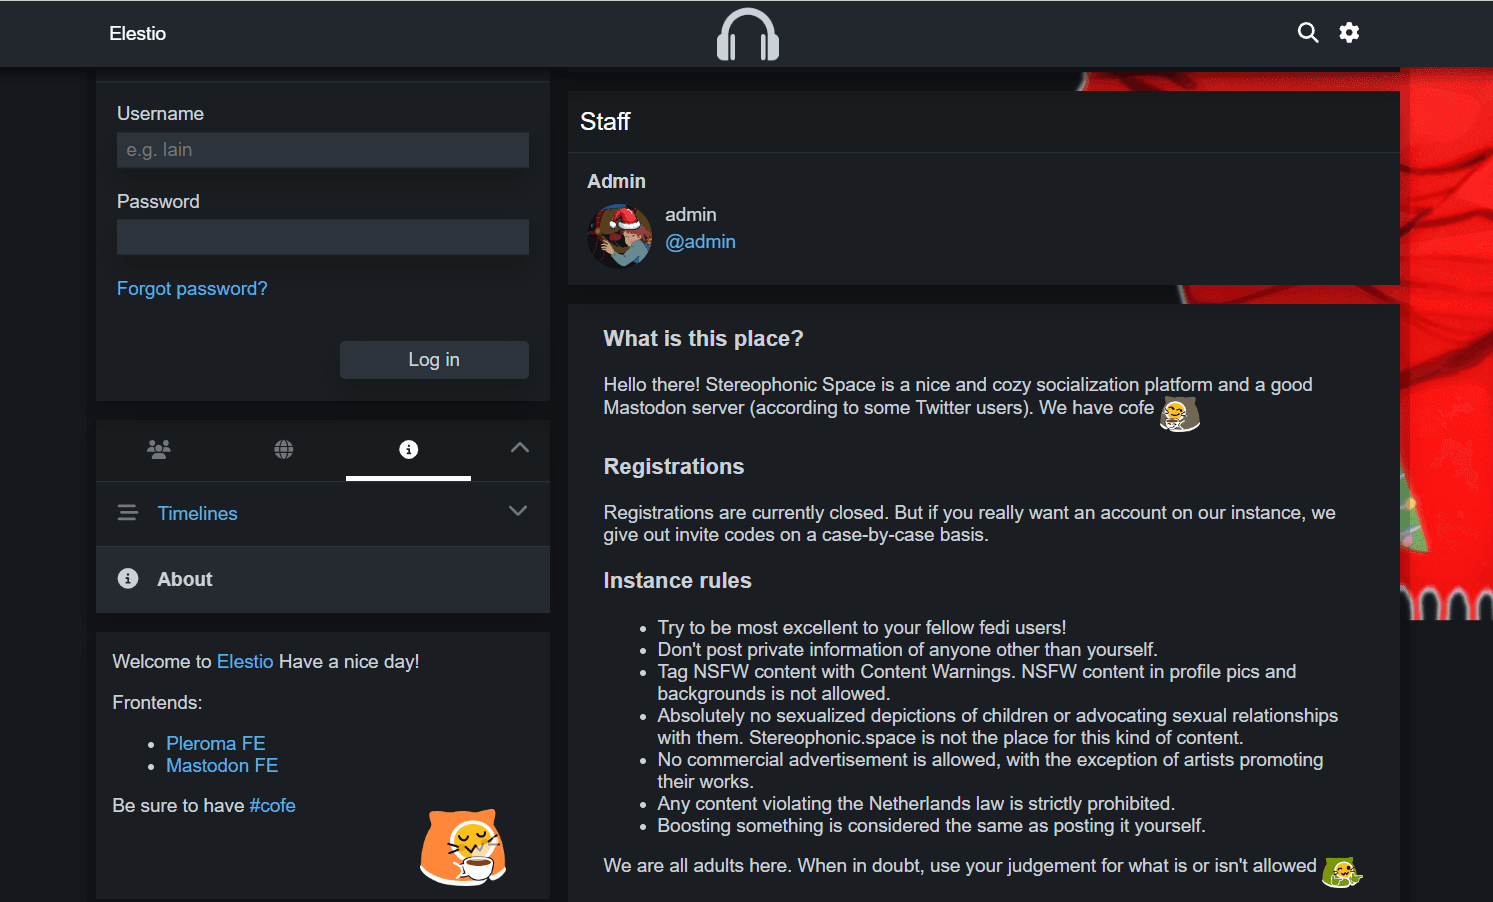 Elestio
Username
e.g. lain
Password
Forgot password?
Log in
Timelines
About
Welcome to Elestio Have a nice day!
Frontends:
Pleroma FE
Mastodon FE
Be sure to have #cofe
Staff
Admin
admin
@admin
What is this place?
Hello there! Stereophonic Space is a nice and cozy socialization platform and a good
Mastodon server (according to some Twitter users). We have cofe
Registrations
Registrations are currently closed. But if you really want an account on our instance, we
give out invite codes on a case-by-case basis.
Instance rules
Try to be most excellent to your fellow fedi users!
Don't post private information of anyone other than yourself.
Tag NSFW content with Content Warnings. NSFW content in profile pics and
backgrounds is not allowed.
Absolutely no sexualized depictions of children or advocating sexual relationships
with them. Stereophonic.space is not the place for this kind of content.
No commercial advertisement is allowed, with the exception of artists promoting
their works.
Any content violating the Netherlands law is strictly prohibited.
Boosting something is considered the same as posting it yourself.
We are all adults here. When in doubt, use your judgement for what is or isn't allowed